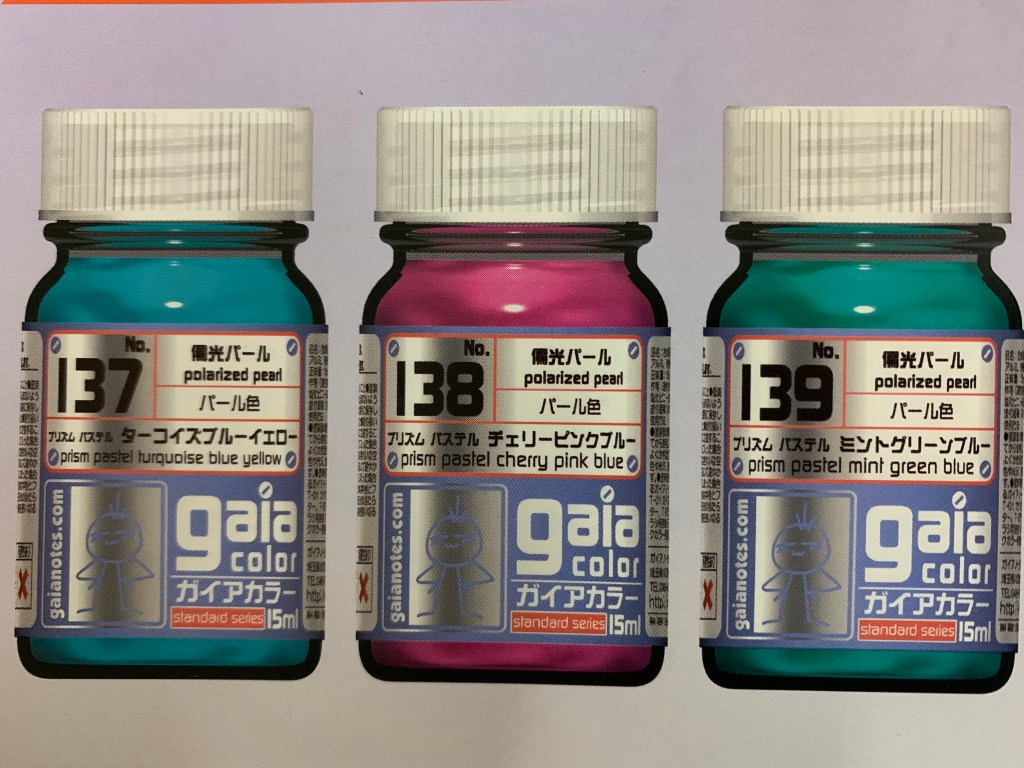 No.
137
偏光パール
polarized pearl
パール色
プリズム パステル ターコイズブルーイエロー
prism pastel turquoise blue yellow
gaianotes.com
gaia
color
ガイアカラー
standard series 15ml
No.
138
偏光パール
polarized pearl
パール色
プリズム パステル チェリーピンクブルー
prism pastel cherry pink blue
gaianotes.com
gaia
color
ガイアカラー
standard series 15ml
No.
139
偏光パール
polarized pearl
パール色
プリズム パステル ミントグリーンブルー
prism pastel mint green blue
gaianotes.com
gaia
color
ガイアカラー
standard series 15ml